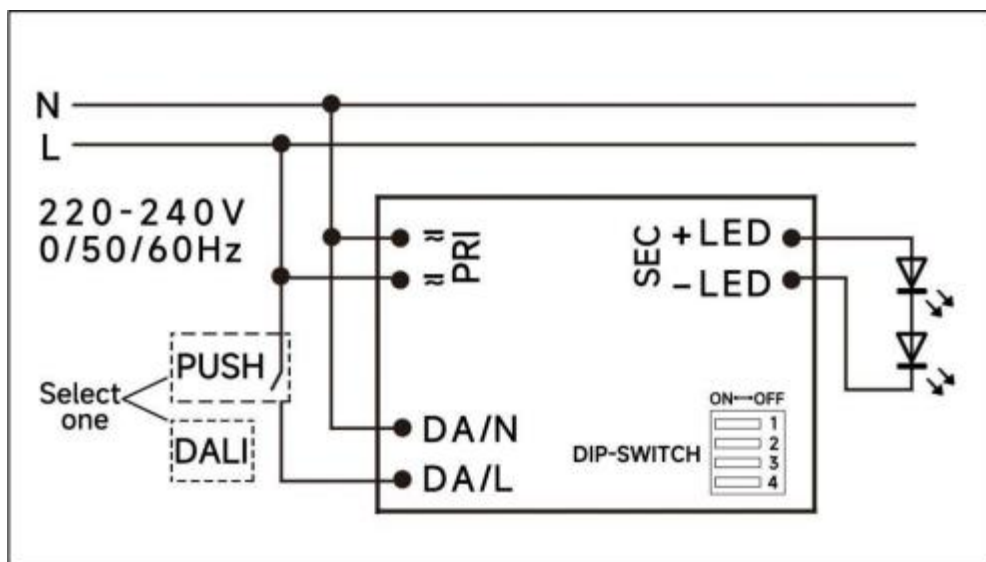 N
L
220-240V
0/50/60Hz
≂ PRI
≂
SEC
+LED
-LED
PUSH
Select
one
DALI
DA/N
DA/L
ON↔OFF
DIP-SWITCH
1
2
3
4